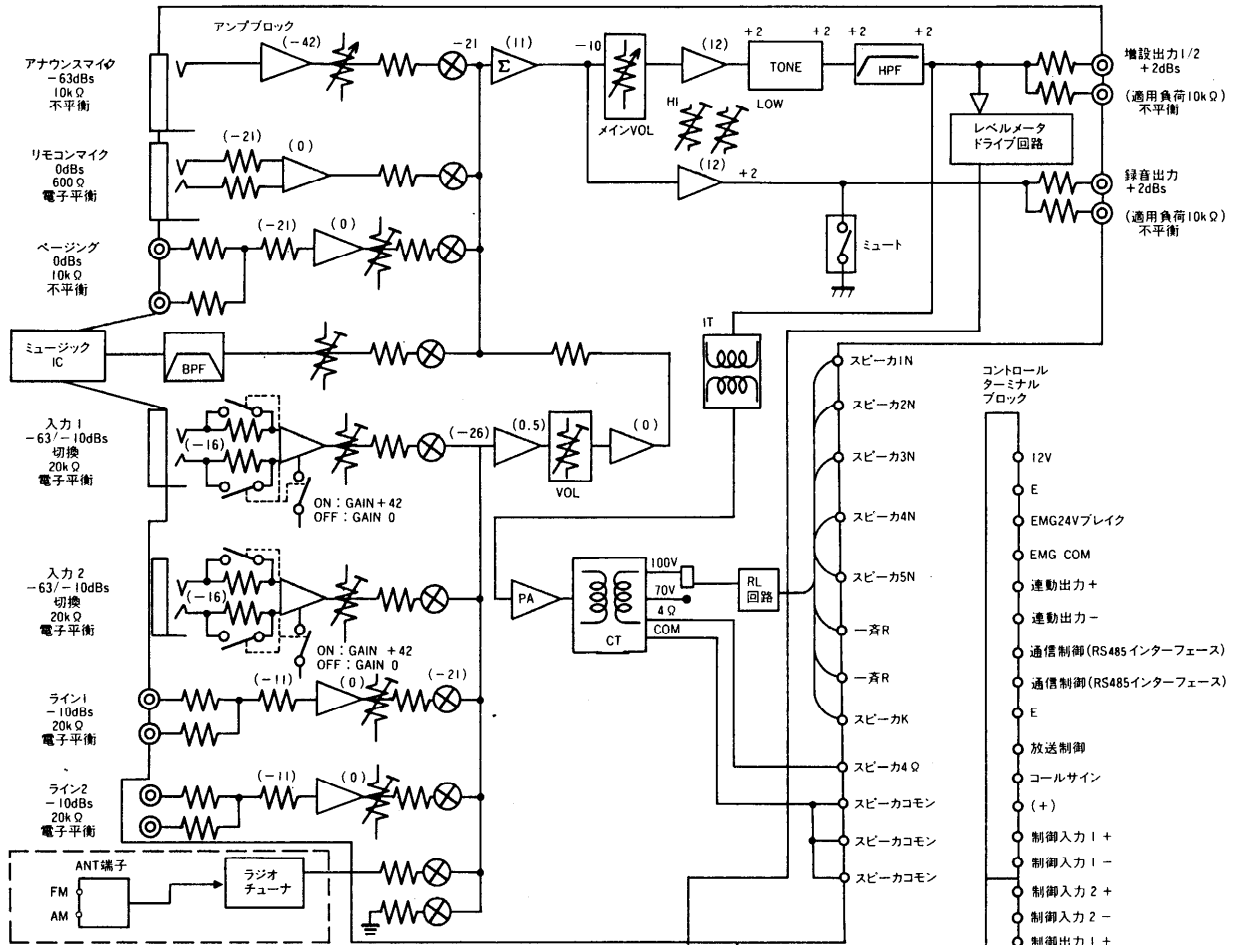 アンプブロック
アナウンスマイク
-63dBs
10kΩ
不平衡
(-42)
-21
(11)
Σ
-10
メインVOL
(12)
+2
TONE
+2
+2
HPF
+2
HI
LOW
増設出力1/2
+2dBs
(適用負荷10kΩ)
不平衡
レベルメータ
ドライブ回路
リモコンマイク
0dBs
600Ω
電子平衡
(-21)
(0)
(12)
+2
録音出力
+2dBs
(適用負荷10kΩ)
不平衡
ミュート
ページング
0dBs
10kΩ
不平衡
(-21)
(0)
ミュージック
IC
BPF
IT
入力1
-63/-10dBs
切換
20kΩ
電子平衡
(-16)
ON:GAIN+42
OFF:GAIN 0
(-26)
(0.5)
VOL
(0)
入力2
-63/-10dBs
切換
20kΩ
電子平衡
(-16)
ON:GAIN +42
OFF:GAIN 0
PA
CT
100V
70V
4Ω
COM
RL
回路
ライン1
-10dBs
20kΩ
電子平衡
(-11)
(0)
(-21)
ライン2
-10dBs
20kΩ
電子平衡
(-11)
(0)
ANT端子
FM
AM
ラジオ
チューナ
スピーカ1N
スピーカ2N
スピーカ3N
スピーカ4N
スピーカ5N
一斉R
一斉R
スピーカK
スピーカ4Ω
スピーカコモン
スピーカコモン
スピーカコモン
コントロール
ターミナル
ブロック
12V
E
EMG24Vブレイク
EMG COM
連動出力+
連動出力-
通信制御(RS485インターフェース)
通信制御(RS485インターフェース)
E
放送制御
コールサイン
(+)
制御入力1+
制御入力1-
制御入力2+
制御入力2-
制御出力1+